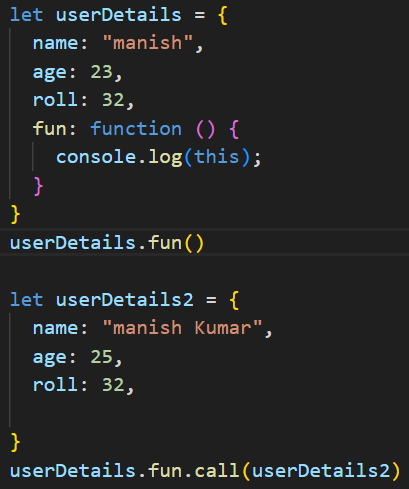 let userDetails = {
  name: "manish",
  age: 23,
  roll: 32,
  fun: function () {
    console.log(this);
  }
}
userDetails.fun()

let userDetails2 = {
  name: "manish Kumar",
  age: 25,
  roll: 32,

}
userDetails.fun.call(userDetails2)